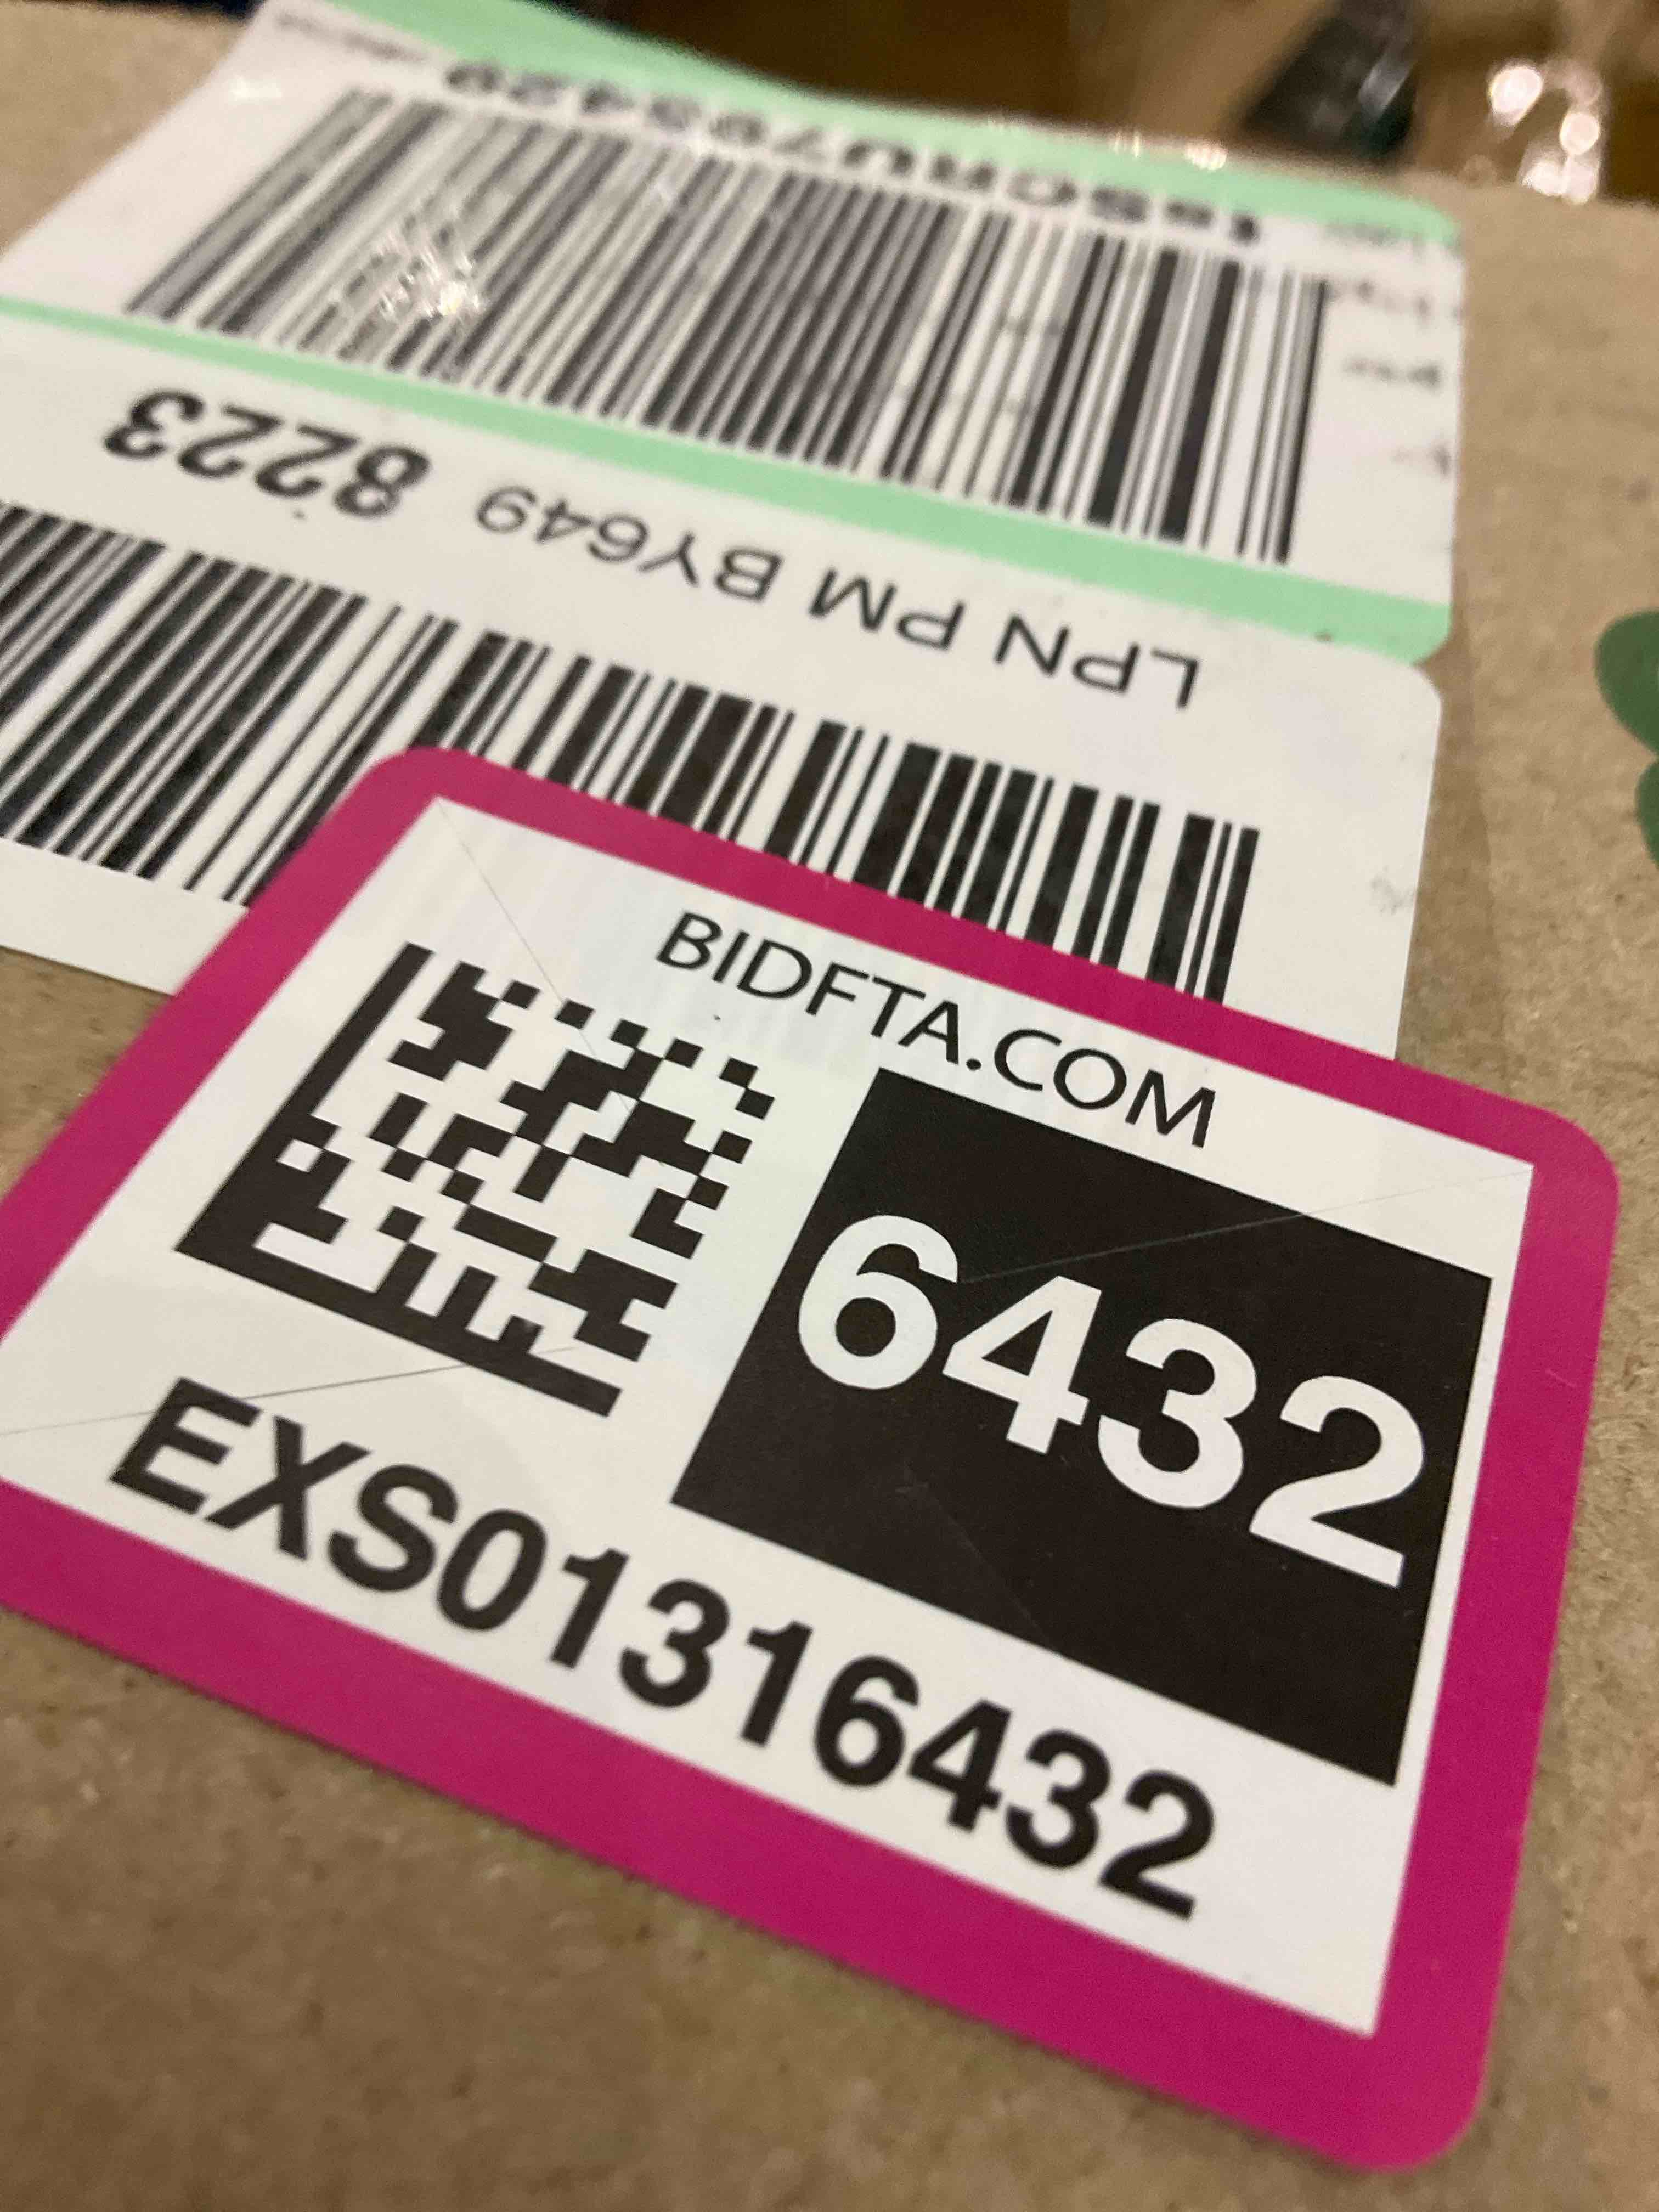 LPN PM BY649 8223
BIDFTA.COM
6432
EXS01316432